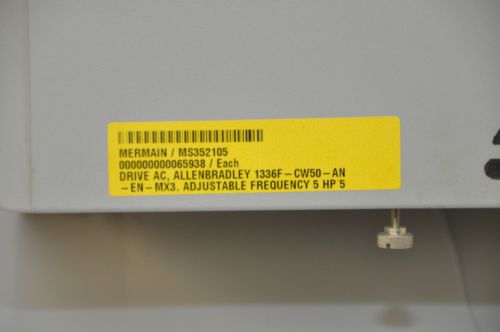 MERMAIN / MS352105
000000000065938 / Each
DRIVE AC, ALLENBRADLEY 1336F-CW50-AN
-EN-MX3, ADJUSTABLE FREQUENCY 5 HP 5